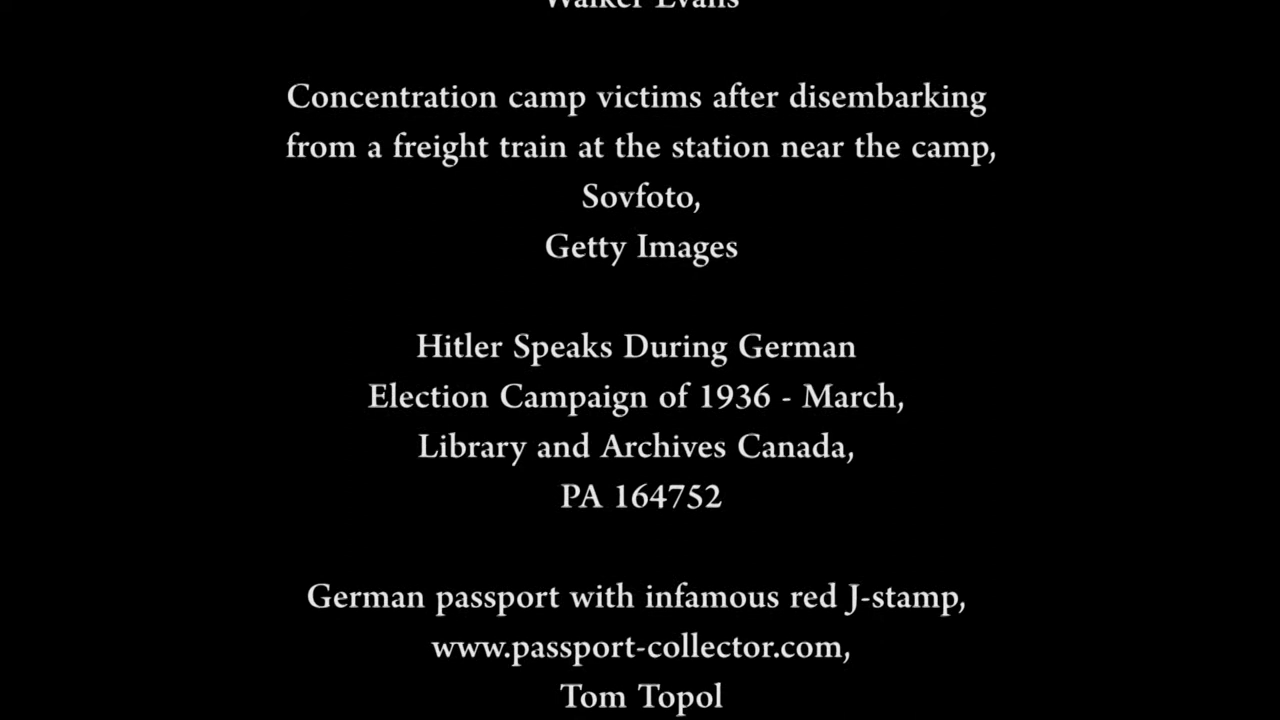 Walker Evans
Concentration camp victims after disembarking
from a freight train at the station near the camp,
Sovfoto,
Getty Images
Hitler Speaks During German
Election Campaign of 1936 - March,
Library and Archives Canada,
PA 164752
German passport with infamous red J-stamp,
www.passport-collector.com,
Tom Topol